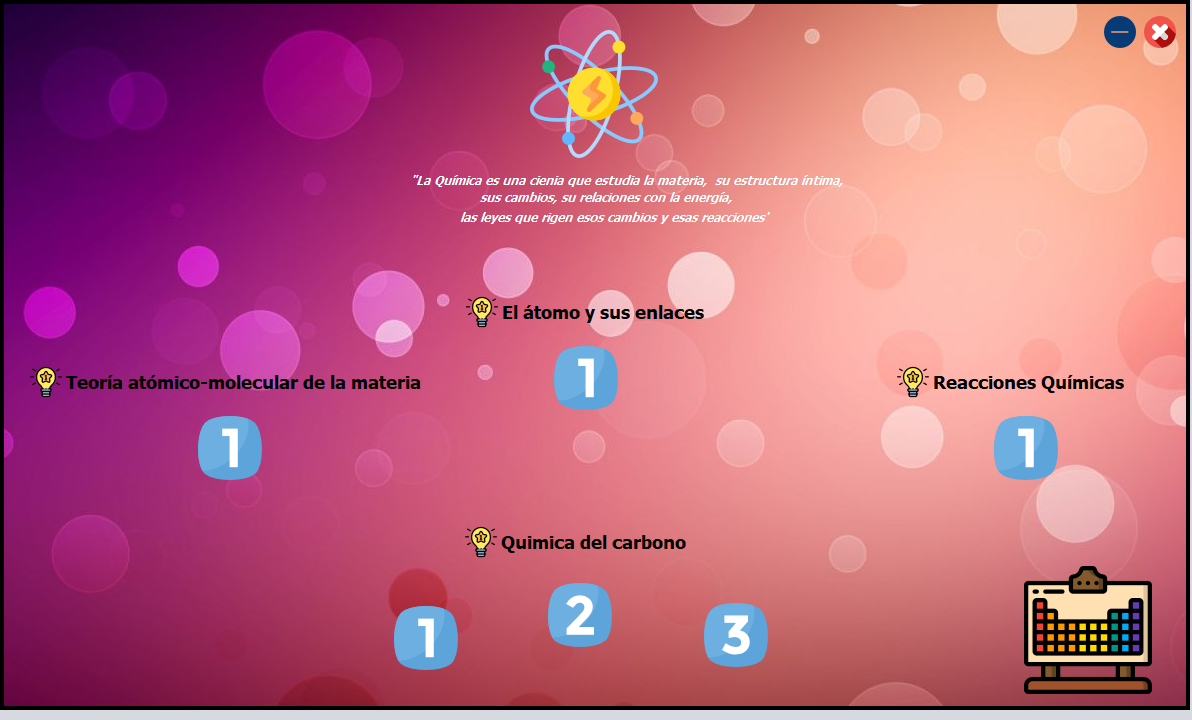 "La Química es una cienia que estudia la materia, su estructura íntima,
sus cambios, su relaciones con la energía,
las leyes que rigen esos cambios y esas reacciones'
El átomo y sus enlaces
1
Teoría atómico-molecular de la materia
1
Reacciones Químicas
1
Quimica del carbono
1
2
3